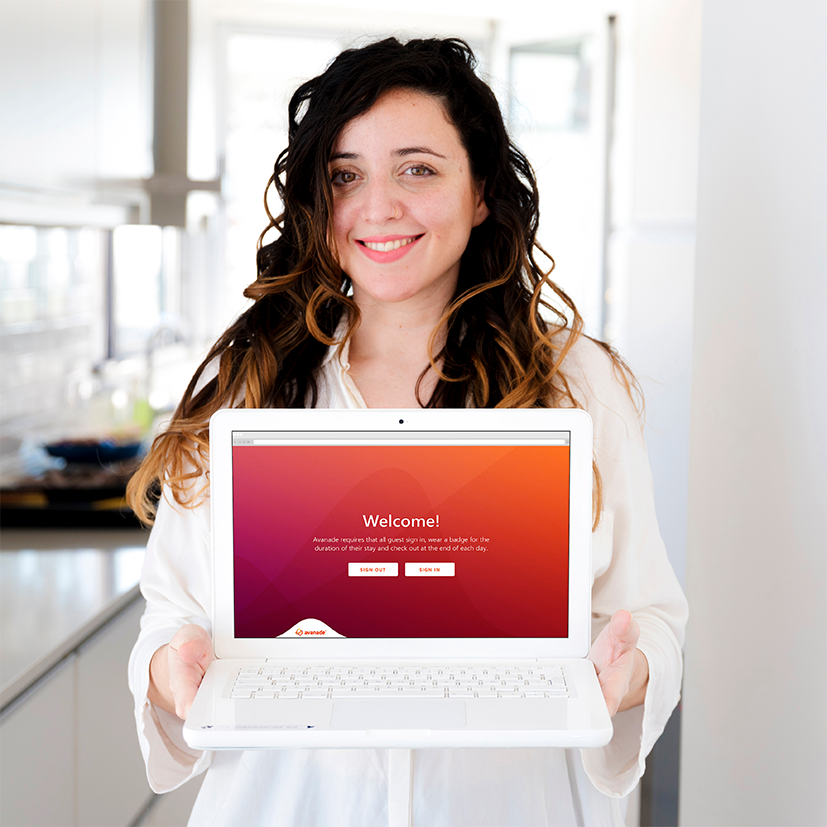 Welcome!
Avanade requires that all guest sign in, wear a badge for the
duration of their stay and check out at the end of each day.
SIGN OUT SIGN IN
avanade